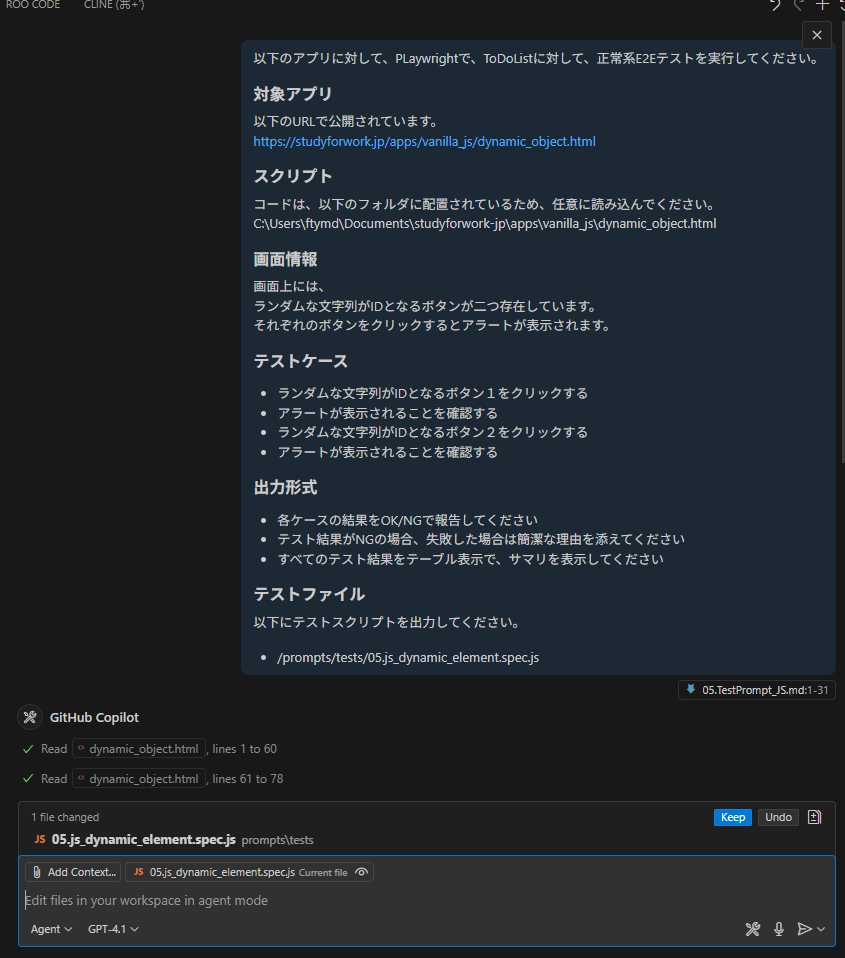 ROO CODE CLINE (⌘+')
以下のアプリに対して、PLaywrightで、ToDoListに対して、正常系E2Eテストを実行してください。
対象アプリ
以下のURLで公開されています。
https://studyforwork.jp/apps/vanilla_js/dynamic_object.html
スクリプト
コードは、以下のフォルダに配置されているため、任意に読み込んでください。
C:\Users\ftymd\Documents\studyforwork-jp\apps\vanilla_js\dynamic_object.html
画面情報
画面上には、
ランダムな文字列がIDとなるボタンが二つ存在しています。
それぞれのボタンをクリックするとアラートが表示されます。
テストケース
• ランダムな文字列がIDとなるボタン１をクリックする
• アラートが表示されることを確認する
• ランダムな文字列がIDとなるボタン２をクリックする
• アラートが表示されることを確認する
出力形式
• 各ケースの結果をOK/NGで報告してください
• テスト結果がNGの場合、失敗した場合は簡潔な理由を添えてください
• すべてのテスト結果をテーブル表示で、サマリを表示してください
テストファイル
以下にテストスクリプトを出力してください。
• /prompts/tests/05.js_dynamic_element.spec.js
05.TestPrompt_JS.md:1-31
GitHub Copilot
Read dynamic_object.html, lines 1 to 60
Read dynamic_object.html, lines 61 to 78
1 file changed Keep Undo
JS 05.js_dynamic_element.spec.js prompts\tests
Add Context... JS 05.js_dynamic_element.spec.js Current file
Edit files in your workspace in agent mode
Agent GPT-4.1